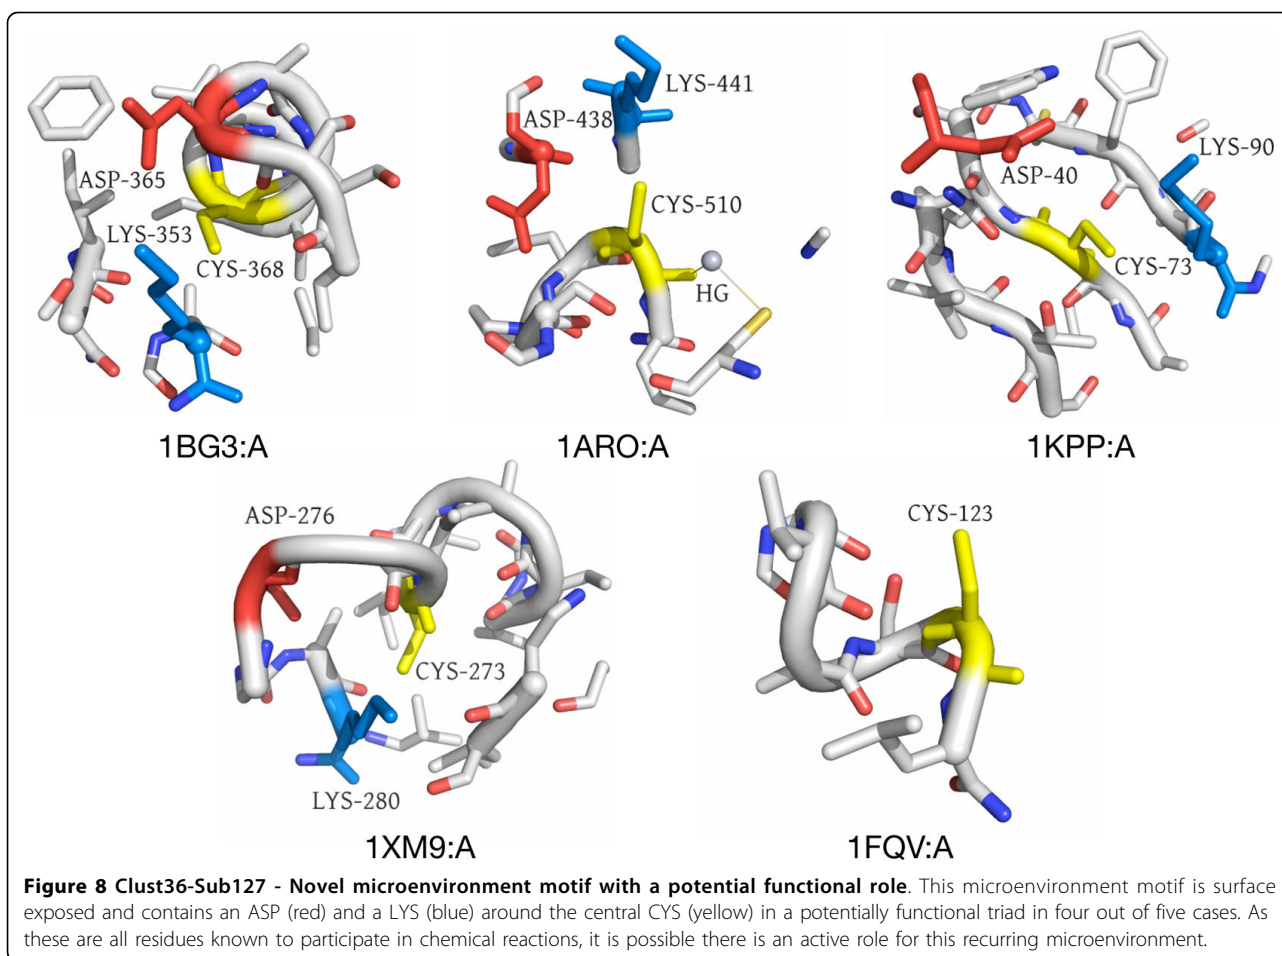 ASP-365
LYS-353
CYS-368
1BG3:A
LYS-441
ASP-438
CYS-510
HG
1ARO:A
LYS-90
ASP-40
CYS-73
1KPP:A
ASP-276
CYS-273
LYS-280
1XM9:A
CYS-123
1FQV:A
Figure 8 Clust36-Sub127 - Novel microenvironment motif with a potential functional role. This microenvironment motif is surface
exposed and contains an ASP (red) and a LYS (blue) around the central CYS (yellow) in a potentially functional triad in four out of five cases. As
these are all residues known to participate in chemical reactions, it is possible there is an active role for this recurring microenvironment.